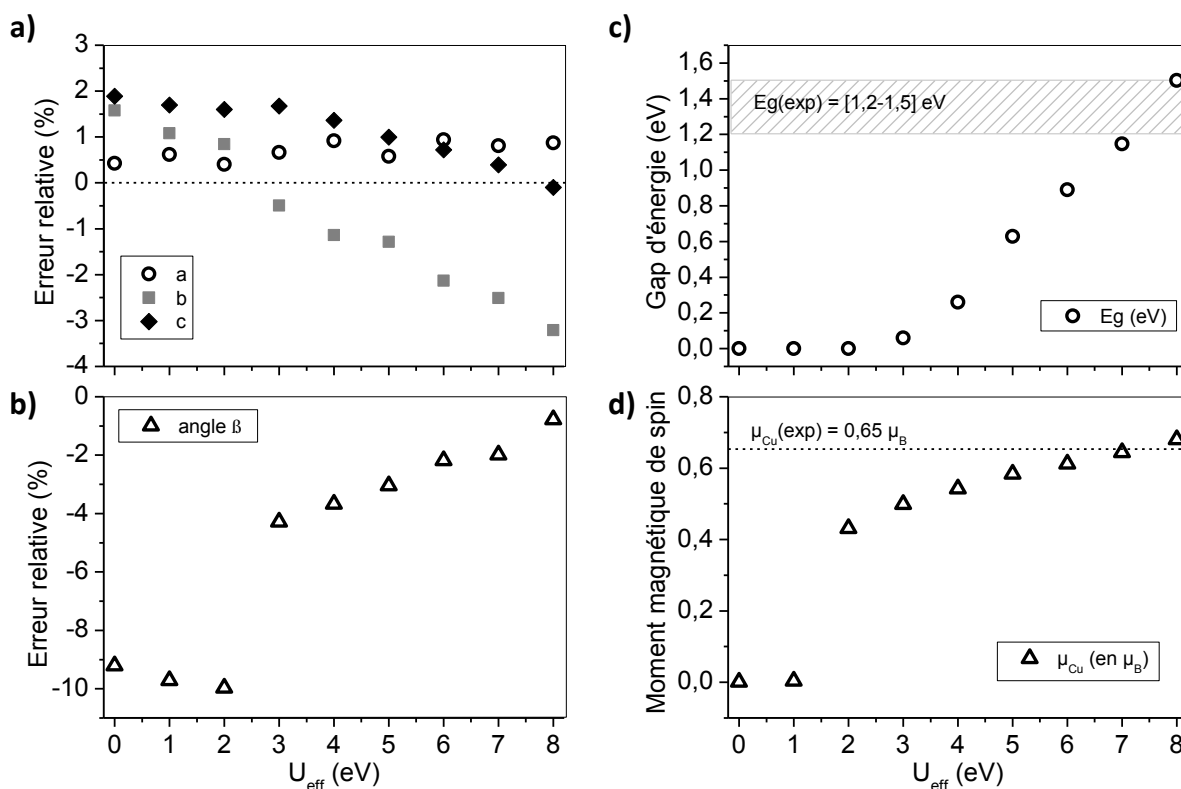 a)
3
2
1
0
-1
-2
-3
-4
Erreur relative (%)
a
b
c
b)
0
-2
-4
-6
-8
-10
Erreur relative (%)
angle ß
0 1 2 3 4 5 6 7 8
U_eff (eV)
c)
1,6
1,4
1,2
1,0
0,8
0,6
0,4
0,2
0,0
Gap d'énergie (eV)
Eg(exp) = [1,2-1,5] eV
Eg (eV)
d)
0,8
0,6
0,4
0,2
0,0
Moment magnétique de spin
μ_Cu(exp) = 0,65 μ_B
μ_Cu (en μ_B)
0 1 2 3 4 5 6 7 8
U_eff (eV)